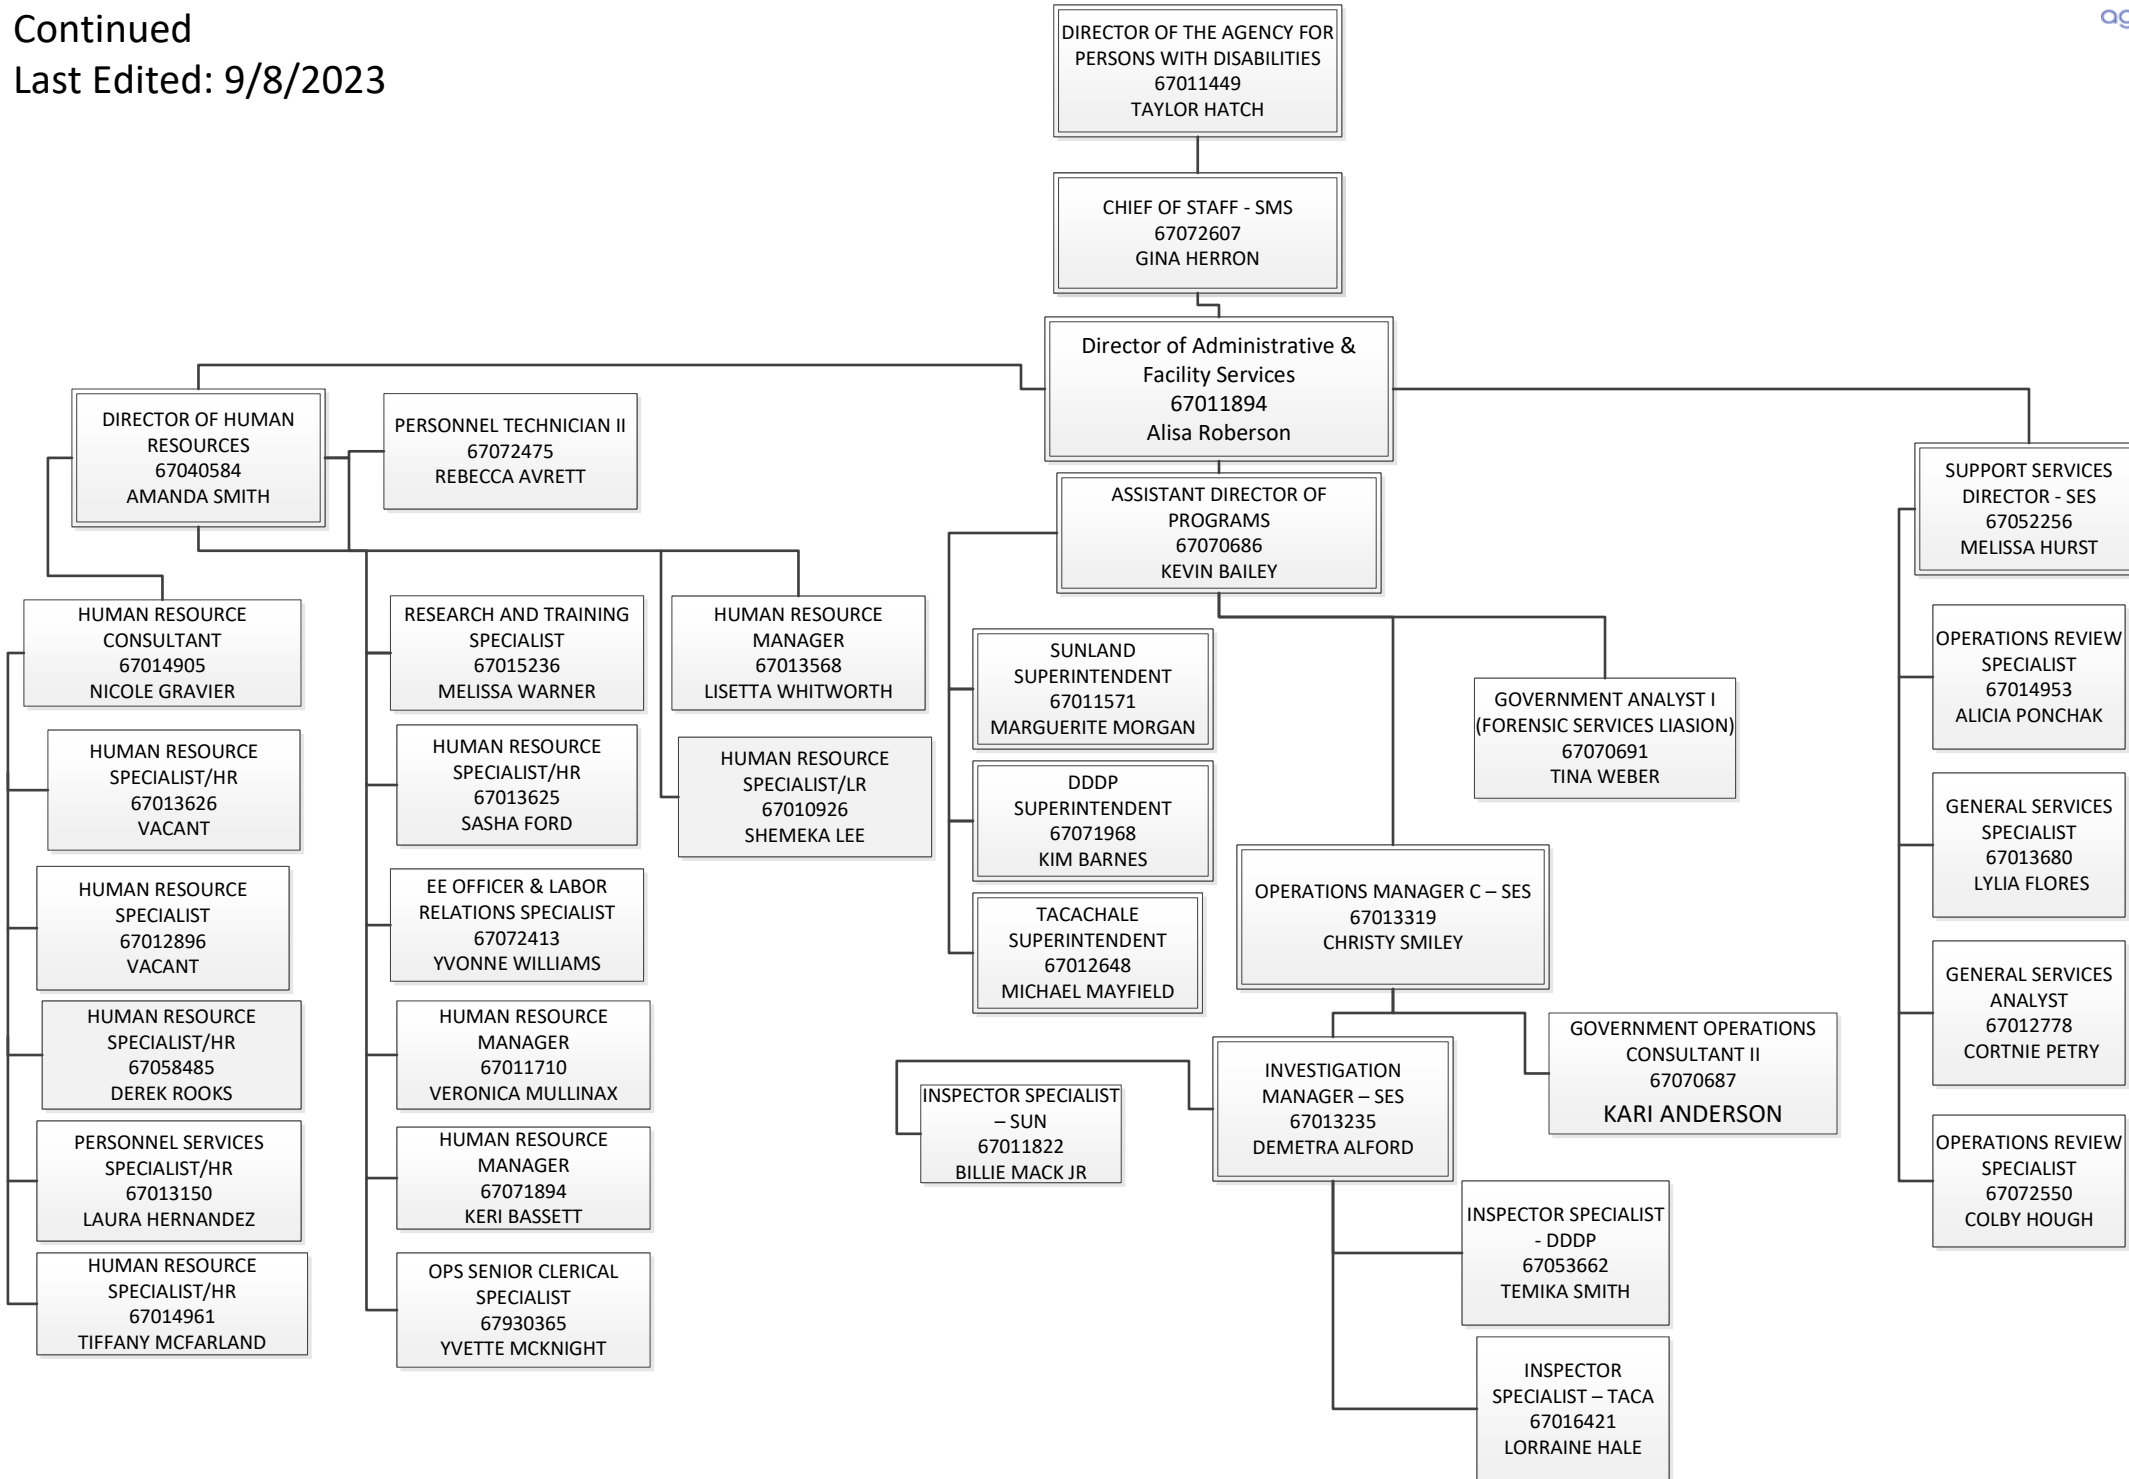 Continued
Last Edited: 9/8/2023
ag
DIRECTOR OF THE AGENCY FOR
PERSONS WITH DISABILITIES
67011449
TAYLOR HATCH
CHIEF OF STAFF - SMS
67072607
GINA HERRON
Director of Administrative &
Facility Services
67011894
Alisa Roberson
DIRECTOR OF HUMAN
RESOURCES
67040584
AMANDA SMITH
PERSONNEL TECHNICIAN II
67072475
REBECCA AVRETT
ASSISTANT DIRECTOR OF
PROGRAMS
67070686
KEVIN BAILEY
SUPPORT SERVICES
DIRECTOR - SES
67052256
MELISSA HURST
HUMAN RESOURCE
CONSULTANT
67014905
NICOLE GRAVIER
HUMAN RESOURCE
SPECIALIST/HR
67013626
VACANT
HUMAN RESOURCE
SPECIALIST
67012896
VACANT
HUMAN RESOURCE
SPECIALIST/HR
67058485
DEREK ROOKS
PERSONNEL SERVICES
SPECIALIST/HR
67013150
LAURA HERNANDEZ
HUMAN RESOURCE
SPECIALIST/HR
67014961
TIFFANY MCFARLAND
RESEARCH AND TRAINING
SPECIALIST
67015236
MELISSA WARNER
HUMAN RESOURCE
SPECIALIST/HR
67013625
SASHA FORD
EE OFFICER & LABOR
RELATIONS SPECIALIST
67072413
YVONNE WILLIAMS
HUMAN RESOURCE
MANAGER
67011710
VERONICA MULLINAX
HUMAN RESOURCE
MANAGER
67071894
KERI BASSETT
OPS SENIOR CLERICAL
SPECIALIST
67930365
YVETTE MCKNIGHT
HUMAN RESOURCE
MANAGER
67013568
LISETTA WHITWORTH
HUMAN RESOURCE
SPECIALIST/LR
67010926
SHEMEKA LEE
SUNLAND
SUPERINTENDENT
67011571
MARGUERITE MORGAN
DDDP
SUPERINTENDENT
67071968
KIM BARNES
TACACHALE
SUPERINTENDENT
67012648
MICHAEL MAYFIELD
GOVERNMENT ANALYST I
(FORENSIC SERVICES LIASION)
67070691
TINA WEBER
OPERATIONS MANAGER C – SES
67013319
CHRISTY SMILEY
INSPECTOR SPECIALIST
– SUN
67011822
BILLIE MACK JR
INVESTIGATION
MANAGER – SES
67013235
DEMETRA ALFORD
GOVERNMENT OPERATIONS
CONSULTANT II
67070687
KARI ANDERSON
INSPECTOR SPECIALIST
- DDDP
67053662
TEMIKA SMITH
INSPECTOR
SPECIALIST – TACA
67016421
LORRAINE HALE
OPERATIONS REVIEW
SPECIALIST
67014953
ALICIA PONCHAK
GENERAL SERVICES
SPECIALIST
67013680
LYLIA FLORES
GENERAL SERVICES
ANALYST
67012778
CORTNIE PETRY
OPERATIONS REVIEW
SPECIALIST
67072550
COLBY HOUGH